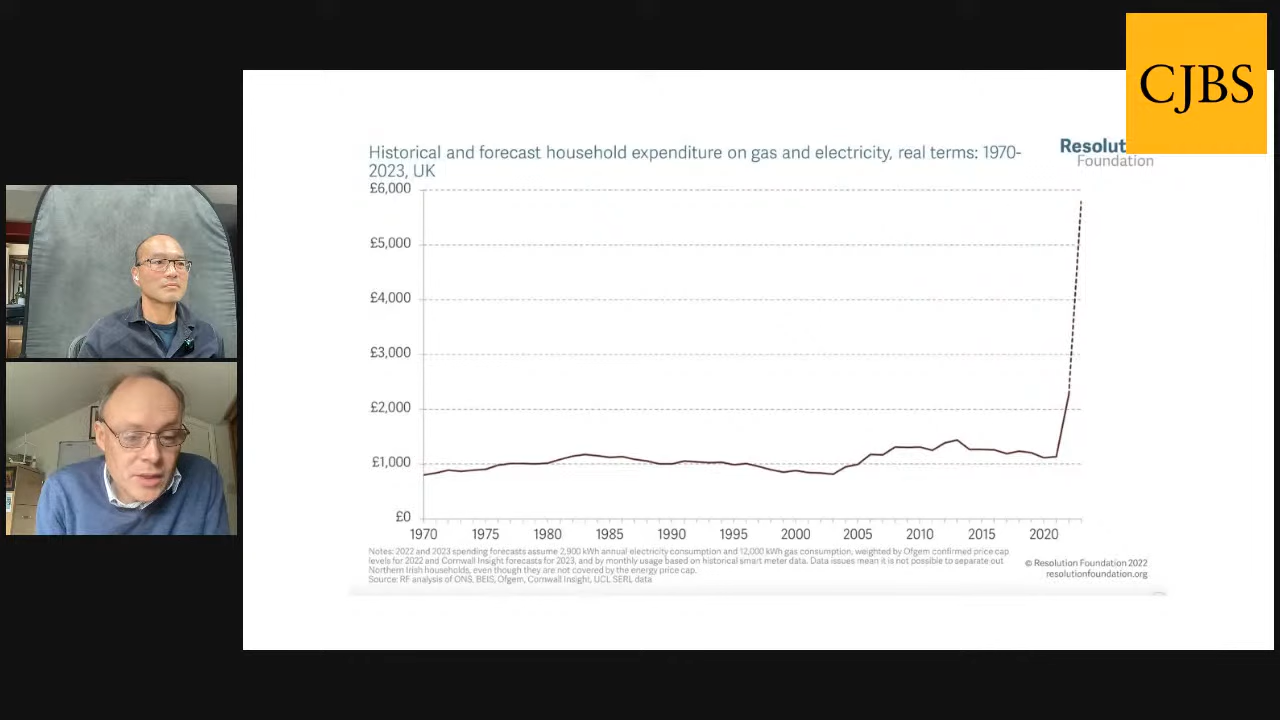 CJBS
Historical and forecast household expenditure on gas and electricity, real terms: 1970-
2023, UK
Resolut
Foundation
£6,000
£5,000
£4,000
£3,000
£2,000
£1,000
£0
1970 1975 1980 1985 1990 1995 2000 2005 2010 2015 2020
Notes: 2022 and 2023 spending forecasts assume 2,900 kWh annual electricity consumption and 12,000 kWh gas consumption, weighted by Ofgem confirmed price cap
levels for 2022 and Cornwall Insight forecasts for 2023, and by monthly usage based on historical smart meter data. Data issues mean it is not possible to separate out
Northern Irish households, even though they are not covered by the energy price cap.
Source: RF analysis of ONS, BEIS, Ofgem, Cornwall Insight, UCL SERL data
© Resolution Foundation 2022
resolutionfoundation.org